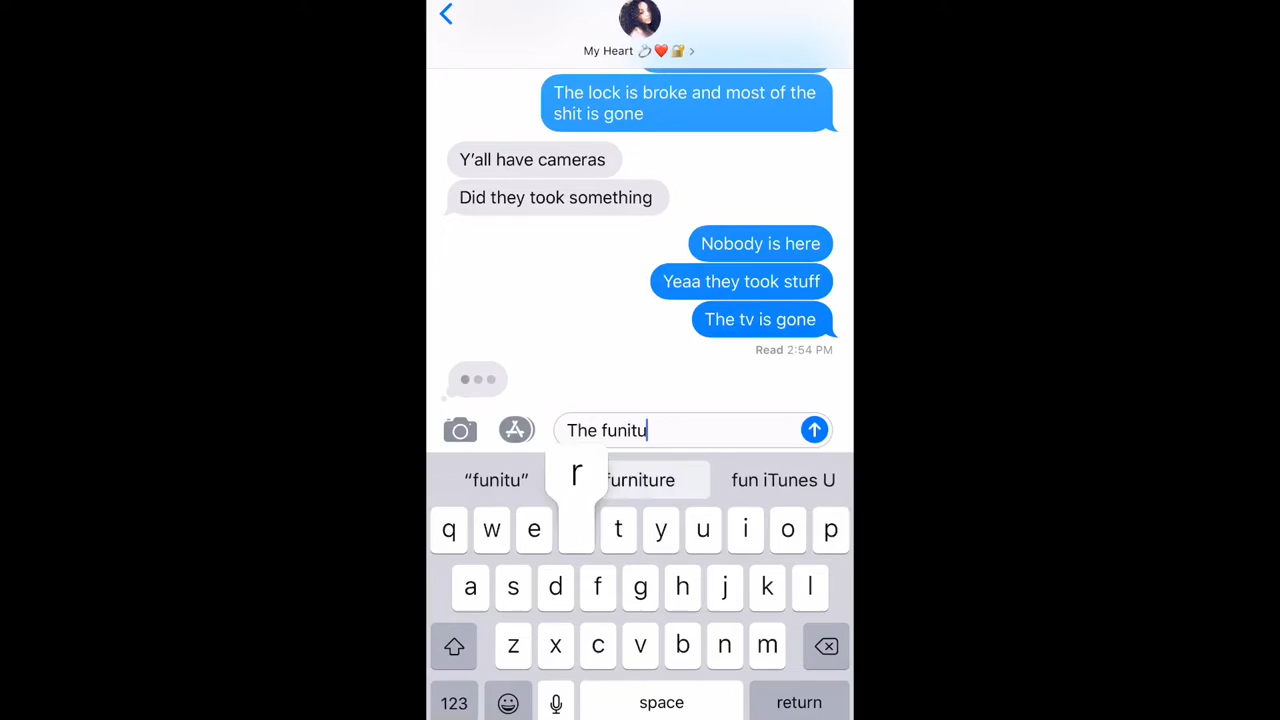 My Heart 💍❤️🔐 >
The lock is broke and most of the
shit is gone
Y’all have cameras
Did they took something
Nobody is here
Yeaa they took stuff
The tv is gone
Read 2:54 PM
The funitu
“funitu” furniture fun iTunes U
r
q w e t y u i o p
a s d f g h j k l
z x c v b n m
123 space return